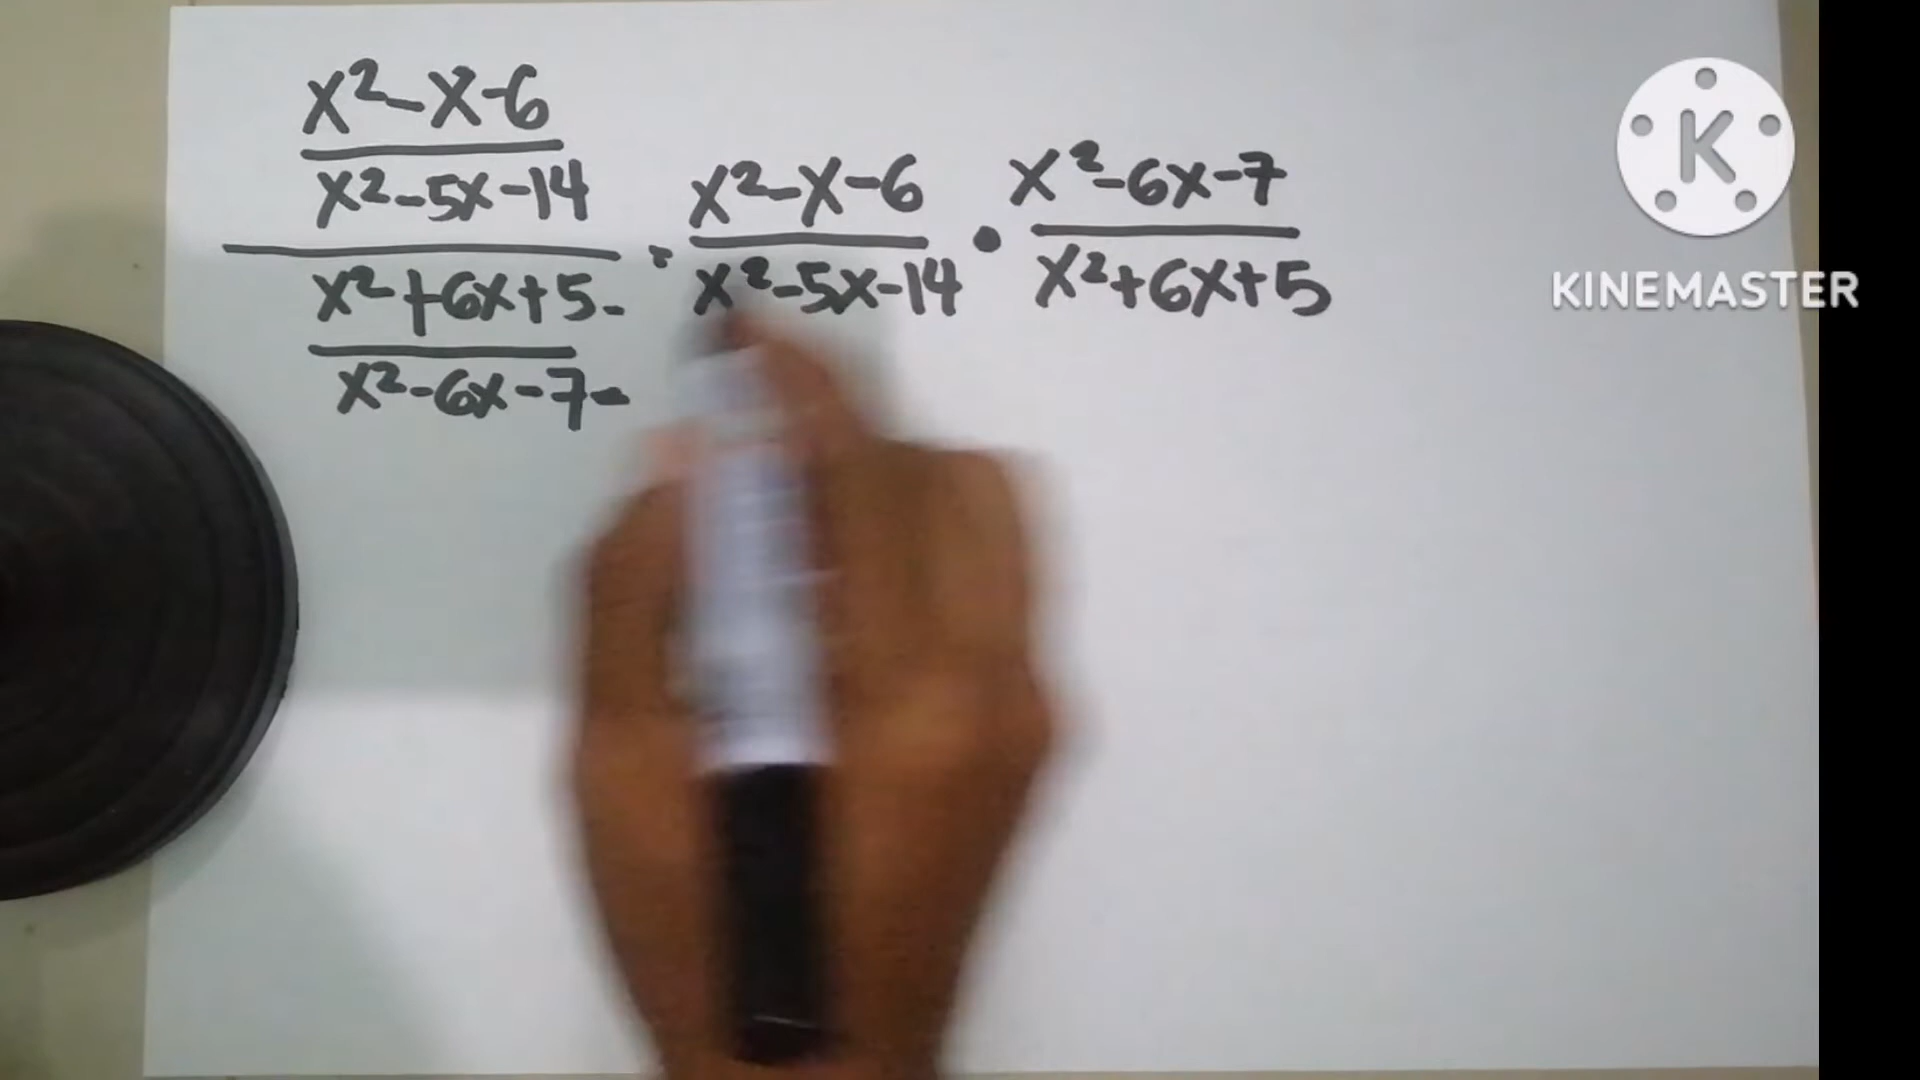 x²-x-6
x²-5x-14
x²+6x+5-
x²-6x-7-
x²-x-6
x²-5x-14
•
x²-6x-7
x²+6x+5
K
KINEMASTER